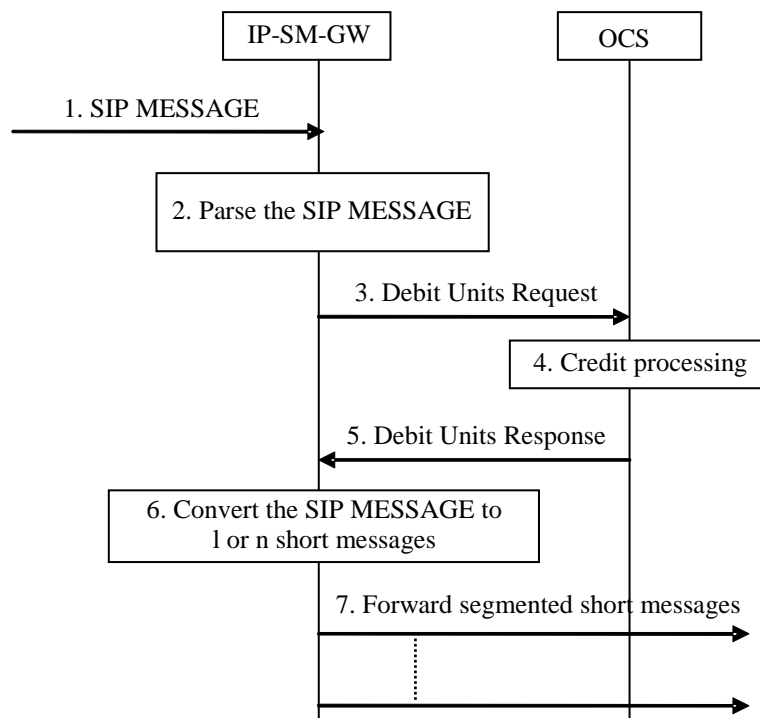 IP-SM-GW
OCS
1. SIP MESSAGE
2. Parse the SIP MESSAGE
3. Debit Units Request
4. Credit processing
5. Debit Units Response
6. Convert the SIP MESSAGE to
l or n short messages
7. Forward segmented short messages